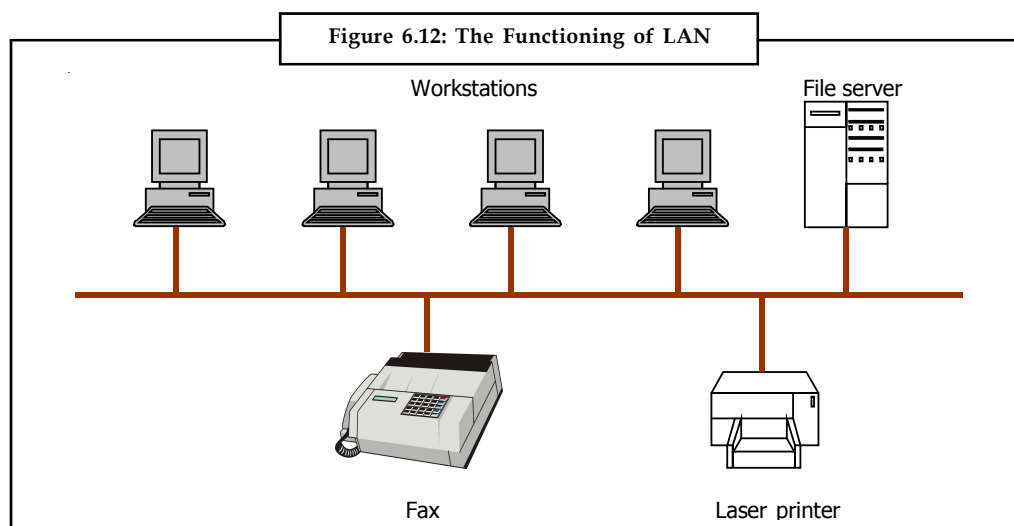 Figure 6.12: The Functioning of LAN
Workstations
File server
Fax
Laser printer